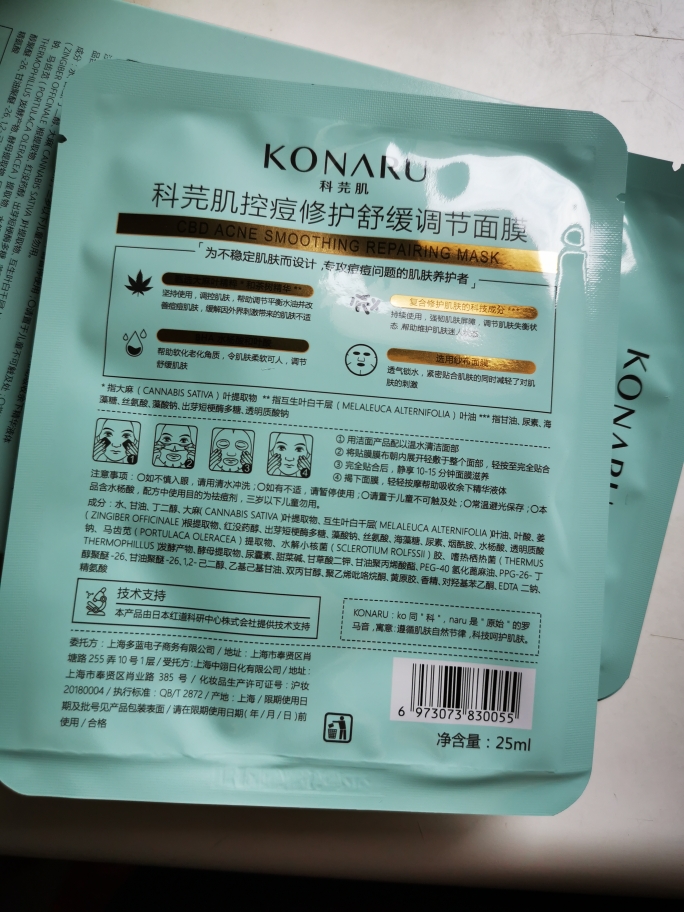 KONARU
科芫肌
科芫肌控痘修护舒缓调节面膜
CBD ACNE SMOOTHING REPAIRING MASK
「为不稳定肌肤而设计,专攻痘痘问题的肌肤养护者」
坚持使用，调控肌肤，帮助调节平衡水油并改
善痘痘肌肤，缓解因外界刺激带来的肌肤不适
复合修护肌肤的科技成分 ***
持续使用，强韧肌肤屏障，调节肌肤失衡状
态,帮助维护肌肤迷人
帮助软化老化角质，令肌肤柔软可人，调节
舒缓肌肤
透气锁水，紧密贴合肌肤的同时减轻了对肌
肤的刺激
* 指大麻（CANNABIS SATIVA）叶提取物 ** 指互生叶白千层（MELALEUCA ALTERNIFOLIA）叶油 *** 指甘油、尿素、海
藻糖、丝氨酸、藻酸钠、出芽短梗酶多糖、透明质酸钠
1
2
3
4
① 用洁面产品配以温水清洁面部
② 将贴膜膜布朝内展开轻敷于整个面部，轻按至完全贴合
③ 完全贴合后，静享 10-15 分钟面膜滋养
④ 揭下面膜，轻轻按摩帮助吸收余下精华液体
注意事项：○如不慎入眼，请用清水冲洗；○如有不适，请暂停使用；○请置于儿童不可触及处；○常温避光保存；○本
品含水杨酸，配方中使用目的为祛痘剂，三岁以下儿童勿用。
成分：水、甘油、丁二醇、大麻(CANNABIS SATIVA)叶提取物、互生叶白千层(MELALEUCA ALTERNIFOLIA)叶油、叶酸、姜
(ZINGIBER OFFICINALE)根提取物、红没药醇、出芽短梗酶多糖、藻酸钠、丝氨酸、海藻糖、尿素、烟酰胺、水杨酸、透明质酸
钠、马齿苋（PORTULACA OLERACEA）提取物、水解小核菌（SCLEROTIUM ROLFSSII）胶、嗜热栖热菌（THERMUS
THERMOPHILLUS)发酵产物、酵母提取物、尿囊素、甜菜碱、甘草酸二钾、甘油聚丙烯酸酯、PEG-40 氢化蓖麻油、PPG-26-丁
醇聚醚-26、甘油聚醚-26、1,2-己二醇、乙基己基甘油、双丙甘醇、聚乙烯吡咯烷酮、黄原胶、香精、对羟基苯乙酮、EDTA 二钠、
精氨酸
技术支持
本产品由日本红道科研中心株式会社提供技术支持
KONARU：ko 同 " 科 "，naru 是 " 原始 " 的罗
马音，寓意:遵循肌肤自然节律，科技呵护肌肤。
委托方：上海多蓝电子商务有限公司 / 地址：上海市奉贤区肖
塘路 255 弄 10 号 1 层 / 受托方：上海中翊日化有限公司 / 地址：
上海市奉贤区肖业路 385 号 / 化妆品生产许可证号：沪妆
20180004 / 执行标准：QB/T 2872 / 产地：上海 / 限期使用日
期及批号见产品包装表面 / 请在限期使用日期( 年 / 月 / 日 )前
使用 / 合格
6 973073 830055
净含量：25ml
KONARU